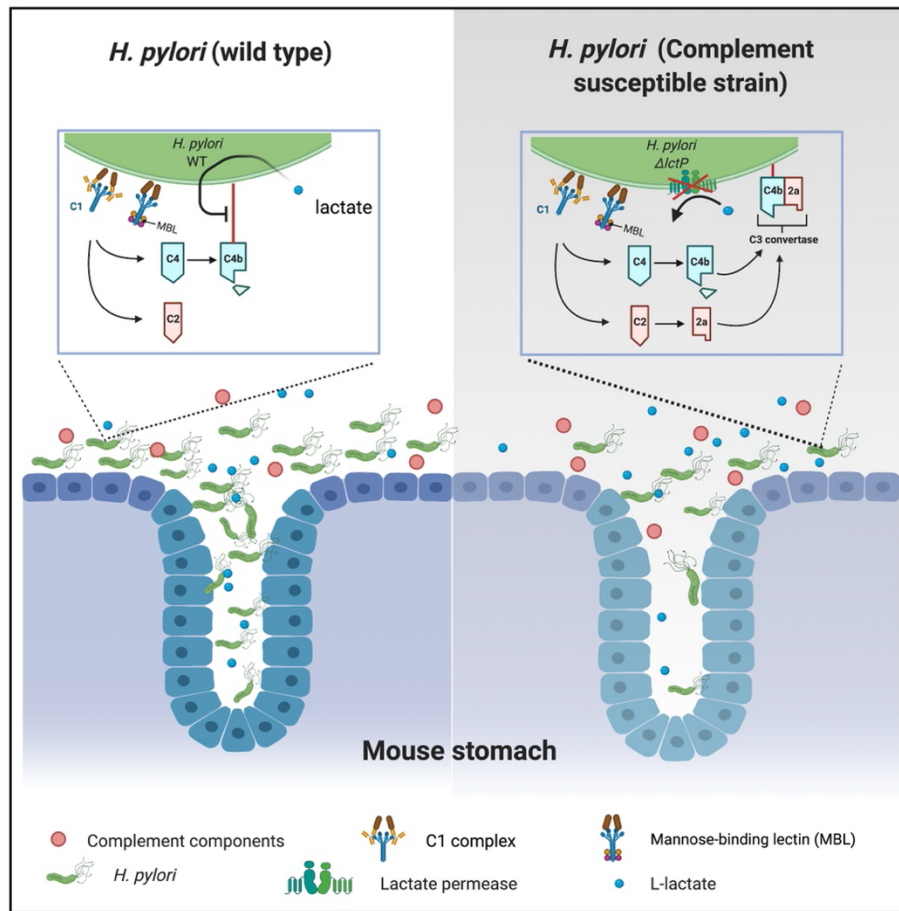 H. pylori (wild type)
H. pylori (Complement
susceptible strain)
H. pylori
WT
lactate
C1
MBL
C4
C4b
C2
H. pylori
ΔlctP
C1
MBL
C4b
2a
C3 convertase
C4
C4b
C2
2a
Mouse stomach
Complement components
C1 complex
Mannose-binding lectin (MBL)
H. pylori
Lactate permease
L-lactate